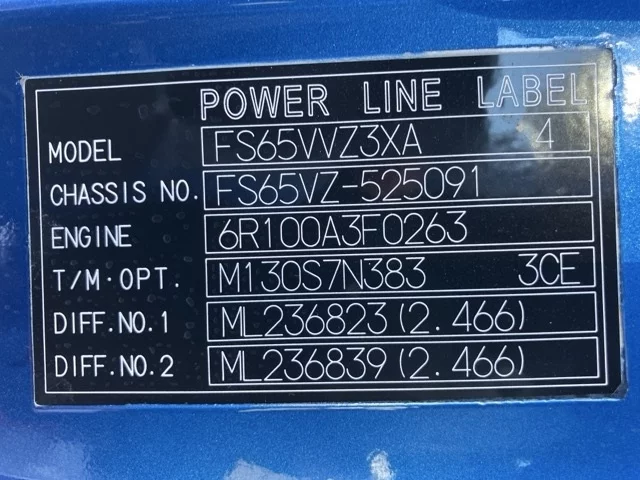 POWER LINE LABEL
MODEL FS65VVZ3XA 4
CHASSIS NO. FS65VZ-525091
ENGINE 6R100A3F0263
T/M·OPT. M130S7N383 3CE
DIFF.NO.1 ML236823(2.466)
DIFF.NO.2 ML236839(2.466)